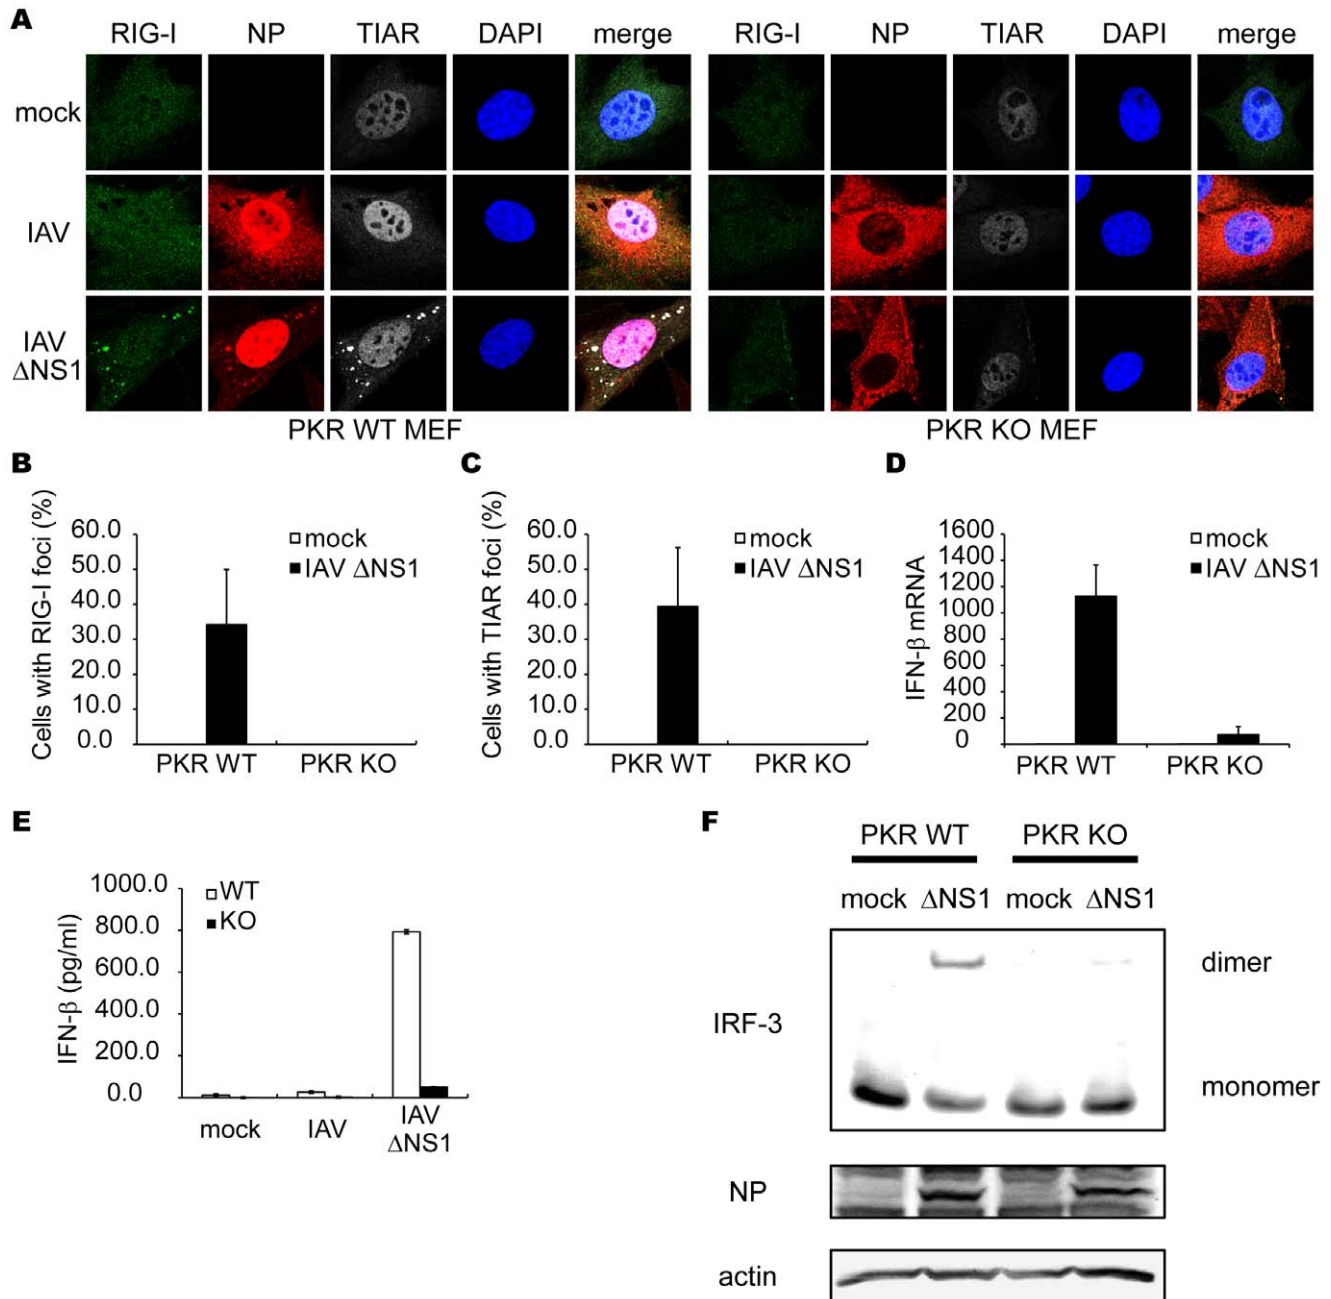 A
RIG-I NP TIAR DAPI merge RIG-I NP TIAR DAPI merge
mock
IAV
IAV
ΔNS1
PKR WT MEF PKR KO MEF
B
Cells with RIG-I foci (%)
60.0
50.0
40.0
30.0
20.0
10.0
0.0
mock
IAV ΔNS1
PKR WT PKR KO
C
Cells with TIAR foci (%)
60.0
50.0
40.0
30.0
20.0
10.0
0.0
mock
IAV ΔNS1
PKR WT PKR KO
D
IFN-β mRNA
1600
1400
1200
1000
800
600
400
200
0
mock
IAV ΔNS1
PKR WT PKR KO
E
IFN-β (pg/ml)
1000.0
800.0
600.0
400.0
200.0
0.0
WT
KO
mock IAV IAV
ΔNS1
F
PKR WT PKR KO
mock ΔNS1 mock ΔNS1
IRF-3
dimer
monomer
NP
actin